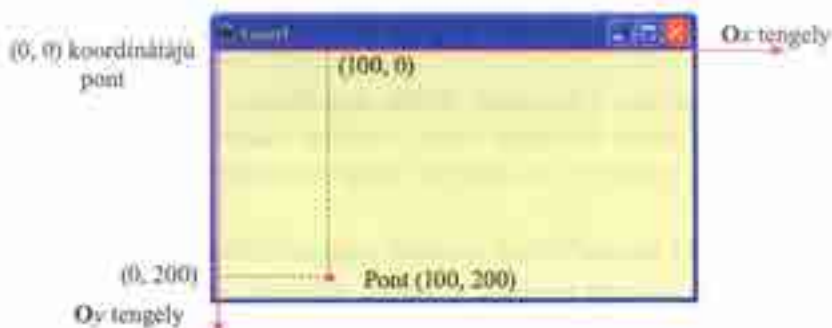 (0, 0) koordinátájú
pont
Ox tengely
(100, 0)
(0, 200)
Pont (100, 200)
Oy tengely